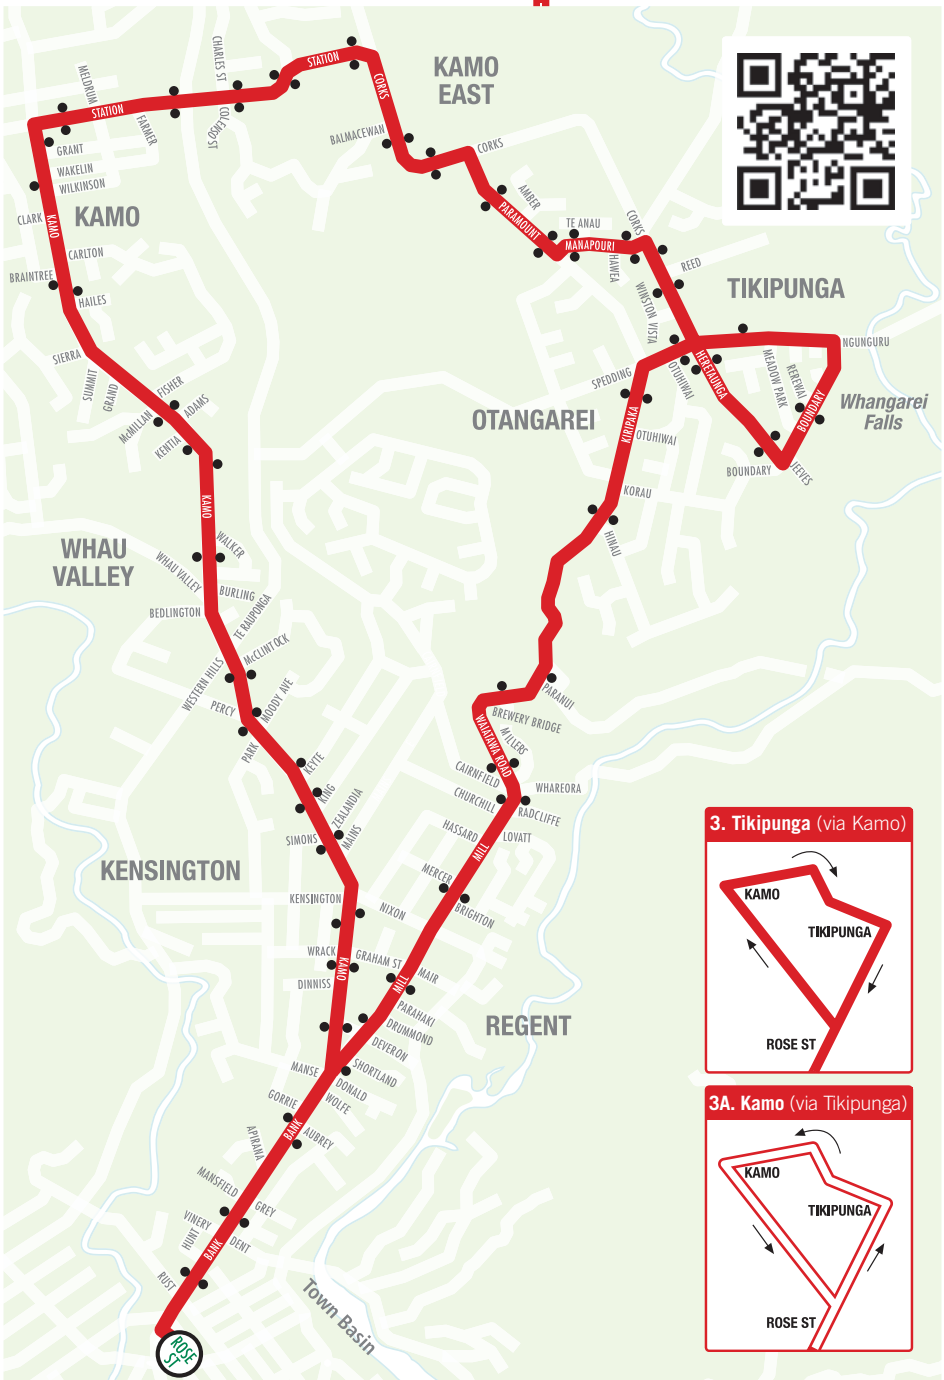 KAMO
EAST
STATION
CORKS
CHARLES ST
MELDRUM
STATION
FARMER
COLENSO ST
BALMACEWAN
CORKS
GRANT
WAKELIN
WILKINSON
CLARK
KAMO
KAMO
AMBER
PARAMOUNT
TE ANAU
CORKS
MANAPOURI
HAWEA
REED
CARLTON
BRAINTREE
HAILES
WINSTON VISTA
TIKIPUNGA
NGUNGURU
SIERRA
SUMMIT
GRAND
FISHER
McMILLAN
ADAMS
KENTIA
SPEDDING
OTUHIWAI
HERETAUNGA
MEADOW PARK
REREWAI
BOUNDARY
Whangarei
Falls
OTANGAREI
KIRIPAKA
OTUHIWAI
BOUNDARY
JEEVES
KAMO
KORAU
HINAU
WHAU
VALLEY
WALKER
WHAU VALLEY
BURLING
BEDLINGTON
TE RAUPONGA
McCLINTOCK
WESTERN HILLS
MOODY AVE
PERCY
PARK
PARANUI
BREWERY BRIDGE
WAIATAWA ROAD
MILLERS
KEYTE
CAIRNFIELD
WHAREORA
KING
CHURCHILL
RADCLIFFE
ZEALANDIA
MAINS
SIMONS
HASSARD
LOVATT
MILL
KENSINGTON
MERCER
BRIGHTON
KENSINGTON
NIXON
WRACK
GRAHAM ST
KAMO
MAIR
DINNISS
MILL
PARAHAKI
DRUMMOND
REGENT
DEVERON
SHORTLAND
MANSE
DONALD
WOLFE
GORRIE
BANK
AUBREY
APIRANA
MANSFIELD
GREY
VINERY
HUNT
BANK
DENT
RUST
Town Basin
ROSE
ST
3. Tikipunga (via Kamo)
KAMO
TIKIPUNGA
ROSE ST
3A. Kamo (via Tikipunga)
KAMO
TIKIPUNGA
ROSE ST